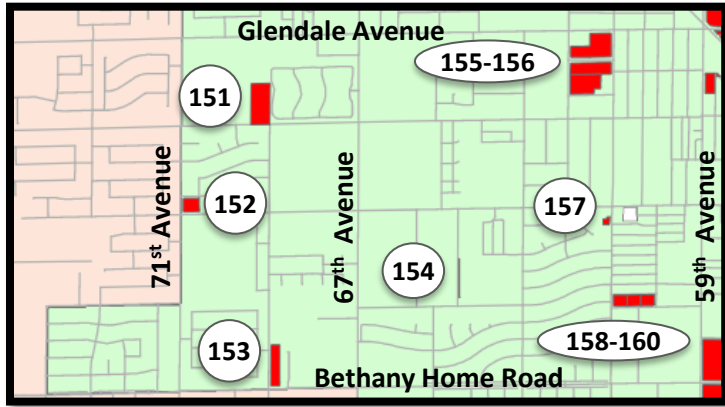 Glendale Avenue
155-156
151
71st Avenue
152
67th Avenue
157
59th Avenue
154
153
158-160
Bethany Home Road